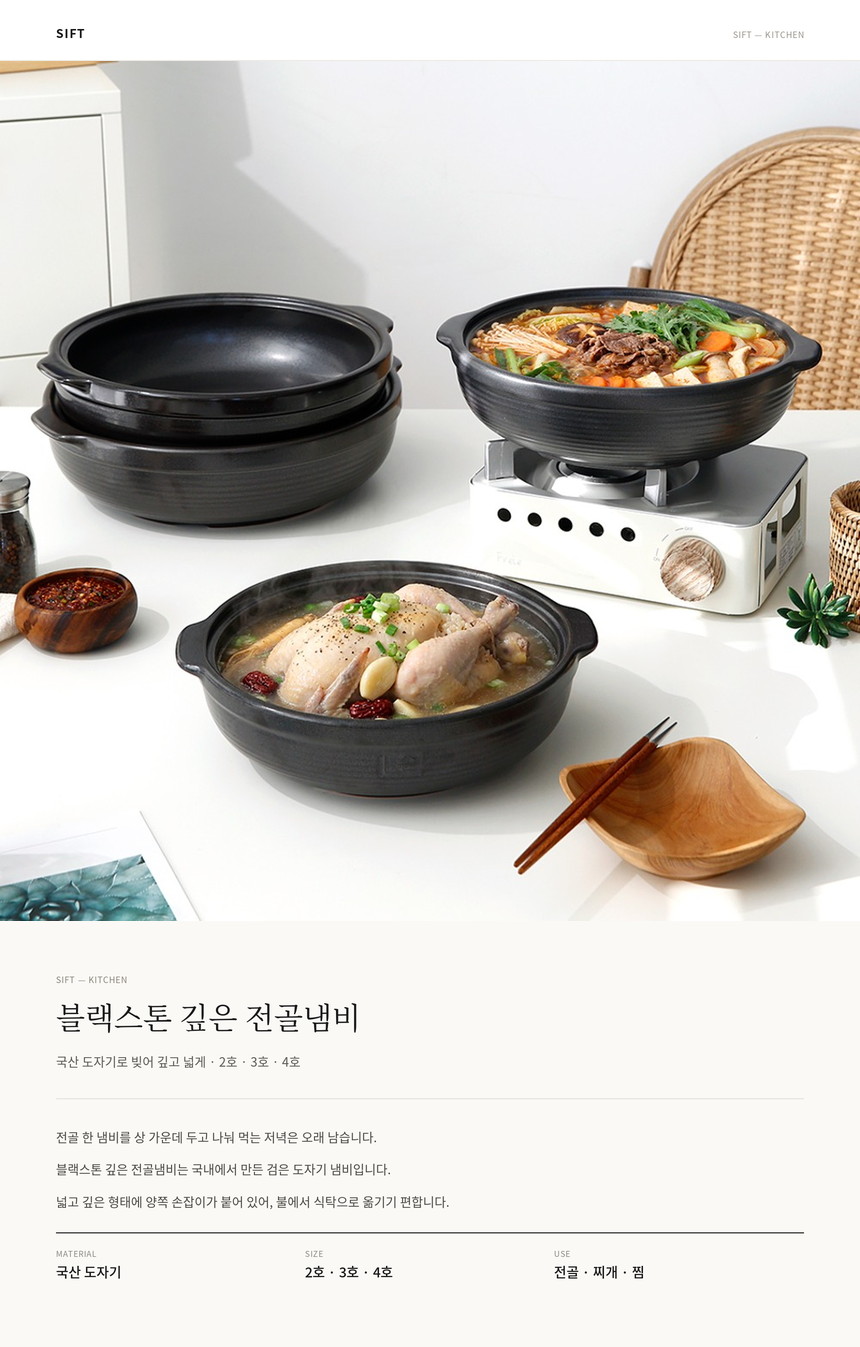 SIFT
SIFT — KITCHEN
SIFT — KITCHEN
블랙스톤 깊은 전골냄비
국산 도자기로 빚어 깊고 넓게 · 2호 · 3호 · 4호
전골 한 냄비를 상 가운데 두고 나눠 먹는 저녁은 오래 남습니다.
블랙스톤 깊은 전골냄비는 국내에서 만든 검은 도자기 냄비입니다.
넓고 깊은 형태에 양쪽 손잡이가 붙어 있어, 불에서 식탁으로 옮기기 편합니다.
MATERIAL
국산 도자기
SIZE
2호 · 3호 · 4호
USE
전골 · 찌개 · 찜